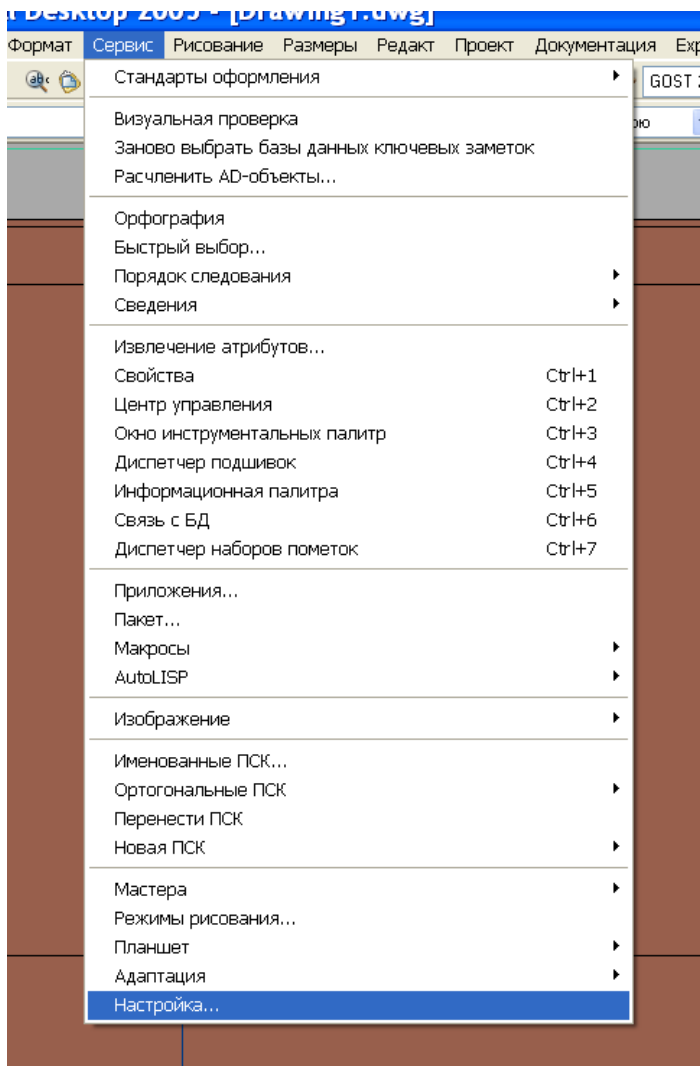 Desktop 2005 - [Drawing1.dwg]
Формат Сервис Рисование Размеры Редакт Проект Документация Exp
GOST
ою
Стандарты оформления
Визуальная проверка
Заново выбрать базы данных ключевых заметок
Расчленить AD-объекты...
Орфография
Быстрый выбор...
Порядок следования
Сведения
Извлечение атрибутов...
Свойства Ctrl+1
Центр управления Ctrl+2
Окно инструментальных палитр Ctrl+3
Диспетчер подшивок Ctrl+4
Информационная палитра Ctrl+5
Связь с БД Ctrl+6
Диспетчер наборов пометок Ctrl+7
Приложения...
Пакет...
Макросы
AutoLISP
Изображение
Именованные ПСК...
Ортогональные ПСК
Перенести ПСК
Новая ПСК
Мастера
Режимы рисования...
Планшет
Адаптация
Настройка...